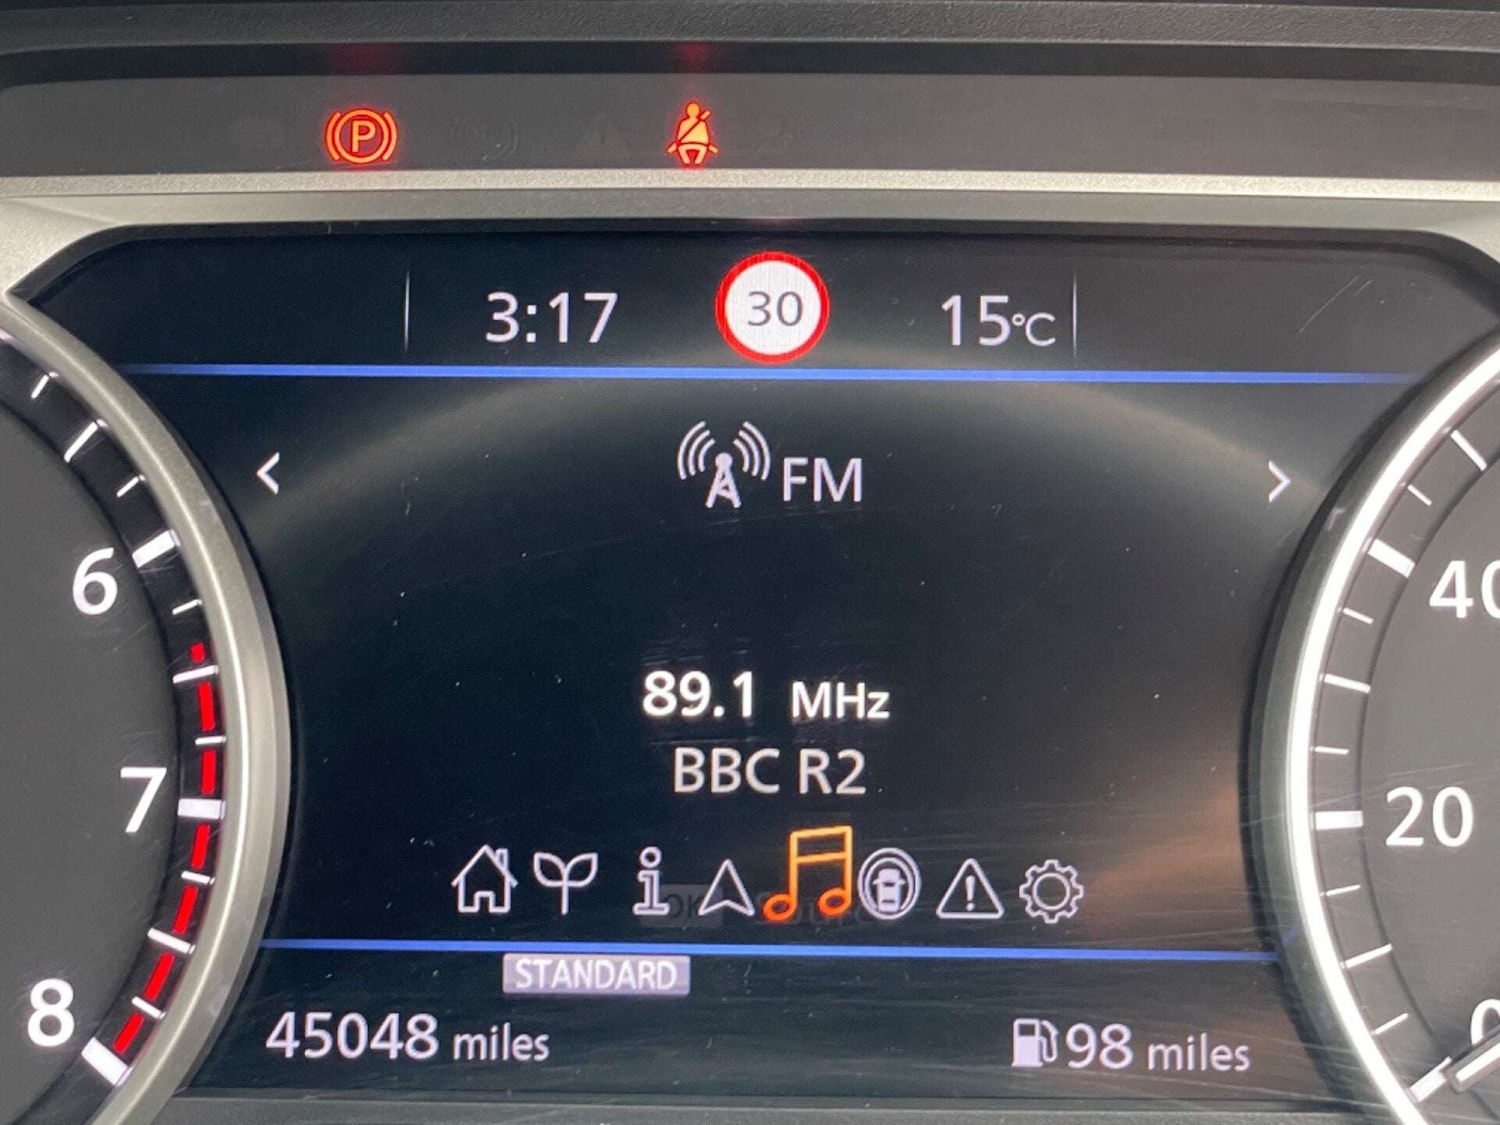 P
3:17 30 15°C
< FM >
89.1 MHz
BBC R2
STANDARD
45048 miles 98 miles
6
7
8
40
20
0